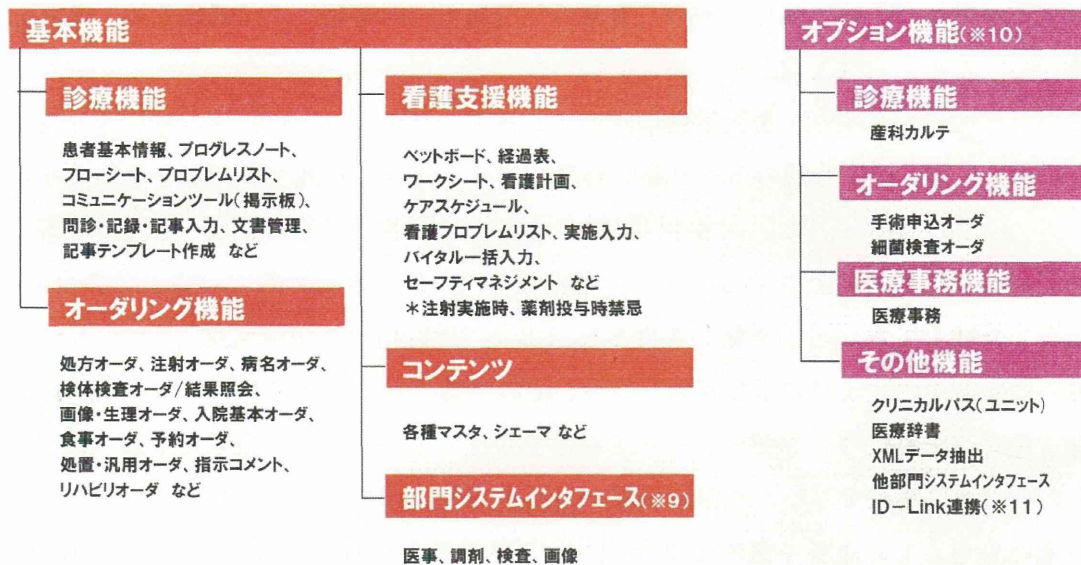 基本機能
診療機能
患者基本情報、プログレスノート、
フローシート、プロブレムリスト、
コミュニケーションツール(掲示板)、
問診・記録・記事入力、文書管理、
記事テンプレート作成 など
オーダリング機能
処方オーダ、注射オーダ、病名オーダ、
検体検査オーダ/結果照会、
画像・生理オーダ、入院基本オーダ、
食事オーダ、予約オーダ、
処置・汎用オーダ、指示コメント、
リハビリオーダ など
看護支援機能
ベットボード、経過表、
ワークシート、看護計画、
ケアスケジュール、
看護プロブレムリスト、実施入力、
バイタル一括入力、
セーフティマネジメント など
＊注射実施時、薬剤投与時禁忌
コンテンツ
各種マスタ、シェーマ など
部門システムインタフェース(※9)
医事、調剤、検査、画像
オプション機能(※10)
診療機能
産科カルテ
オーダリング機能
手術申込オーダ
細菌検査オーダ
医療事務機能
医療事務
その他機能
クリニカルパス(ユニット)
医療辞書
XMLデータ抽出
他部門システムインタフェース
ID－Link連携(※11)